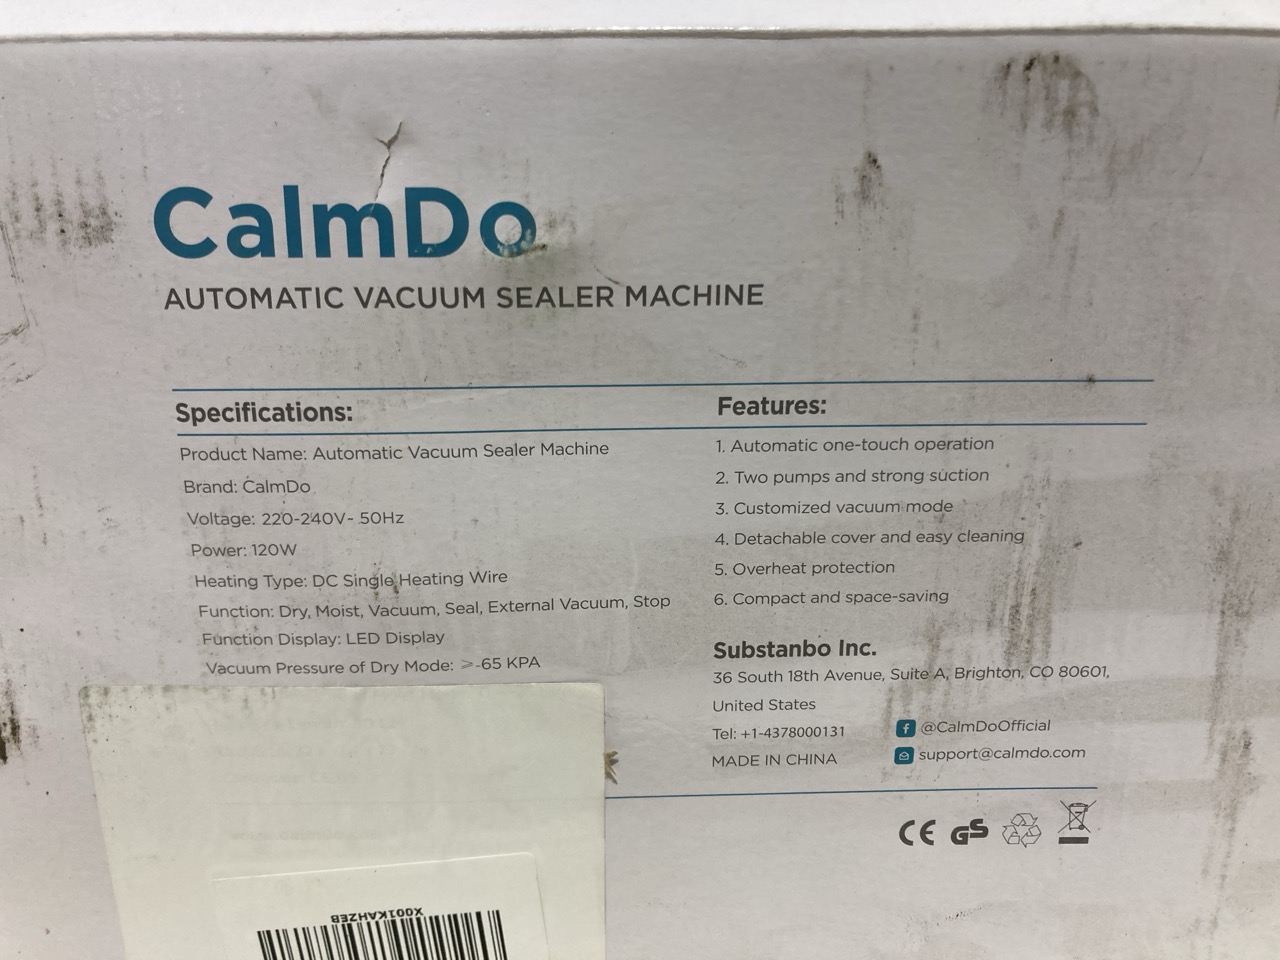 CalmDo
AUTOMATIC VACUUM SEALER MACHINE
Specifications:
Product Name: Automatic Vacuum Sealer Machine
Brand: CalmDo
Voltage: 220-240V- 50Hz
Power: 120W
Heating Type: DC Single Heating Wire
Function: Dry, Moist, Vacuum, Seal, External Vacuum, Stop
Function Display: LED Display
Vacuum Pressure of Dry Mode: ≥-65 KPA
Features:
1. Automatic one-touch operation
2. Two pumps and strong suction
3. Customized vacuum mode
4. Detachable cover and easy cleaning
5. Overheat protection
6. Compact and space-saving
Substanbo Inc.
36 South 18th Avenue, Suite A, Brighton, CO 80601,
United States
Tel: +1-4378000131
MADE IN CHINA
@CalmDoOfficial
support@calmdo.com
CE GS
X001KAHZEB